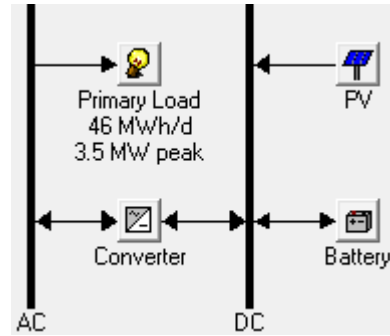 Primary Load
46 MWh/d
3.5 MW peak
PV
Converter
Battery
AC
DC